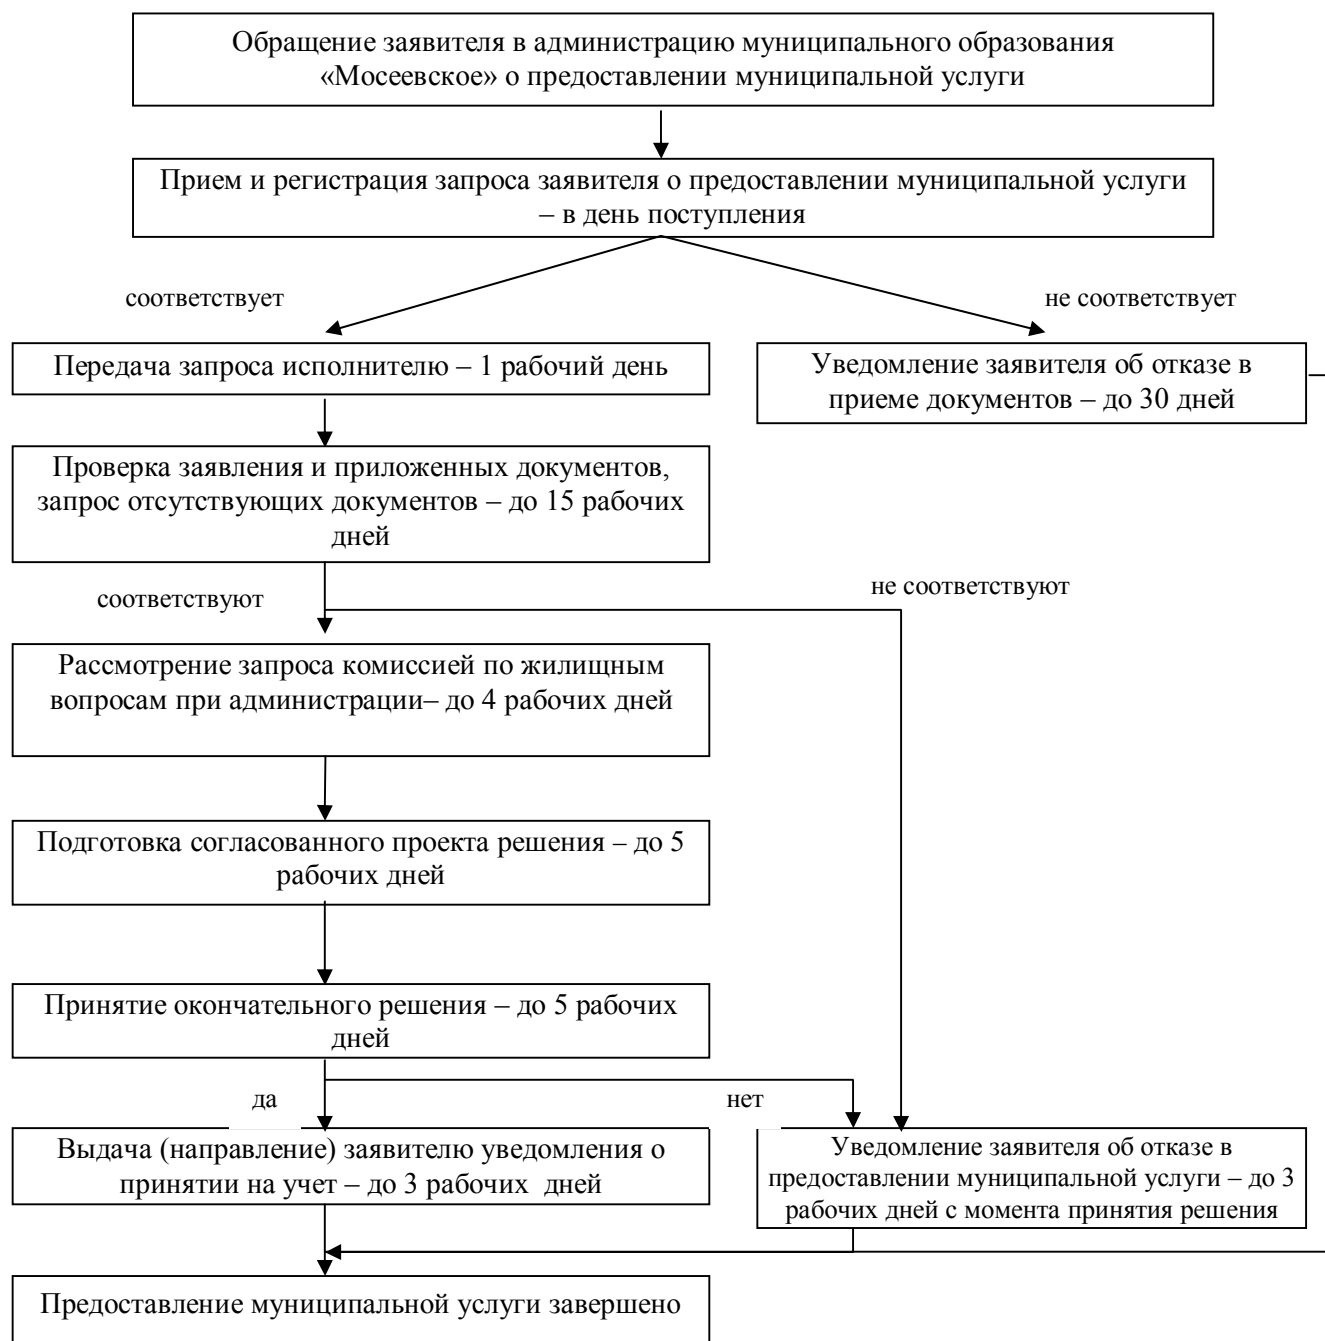 Обращение заявителя в администрацию муниципального образования
«Мосеевское» о предоставлении муниципальной услуги
Прием и регистрация запроса заявителя о предоставлении муниципальной услуги
– в день поступления
соответствует
не соответствует
Передача запроса исполнителю – 1 рабочий день
Уведомление заявителя об отказе в
приеме документов – до 30 дней
Проверка заявления и приложенных документов,
запрос отсутствующих документов – до 15 рабочих
дней
соответствуют
не соответствуют
Рассмотрение запроса комиссией по жилищным
вопросам при администрации– до 4 рабочих дней
Подготовка согласованного проекта решения – до 5
рабочих дней
Принятие окончательного решения – до 5 рабочих
дней
да
нет
Выдача (направление) заявителю уведомления о
принятии на учет – до 3 рабочих дней
Уведомление заявителя об отказе в
предоставлении муниципальной услуги – до 3
рабочих дней с момента принятия решения
Предоставление муниципальной услуги завершено